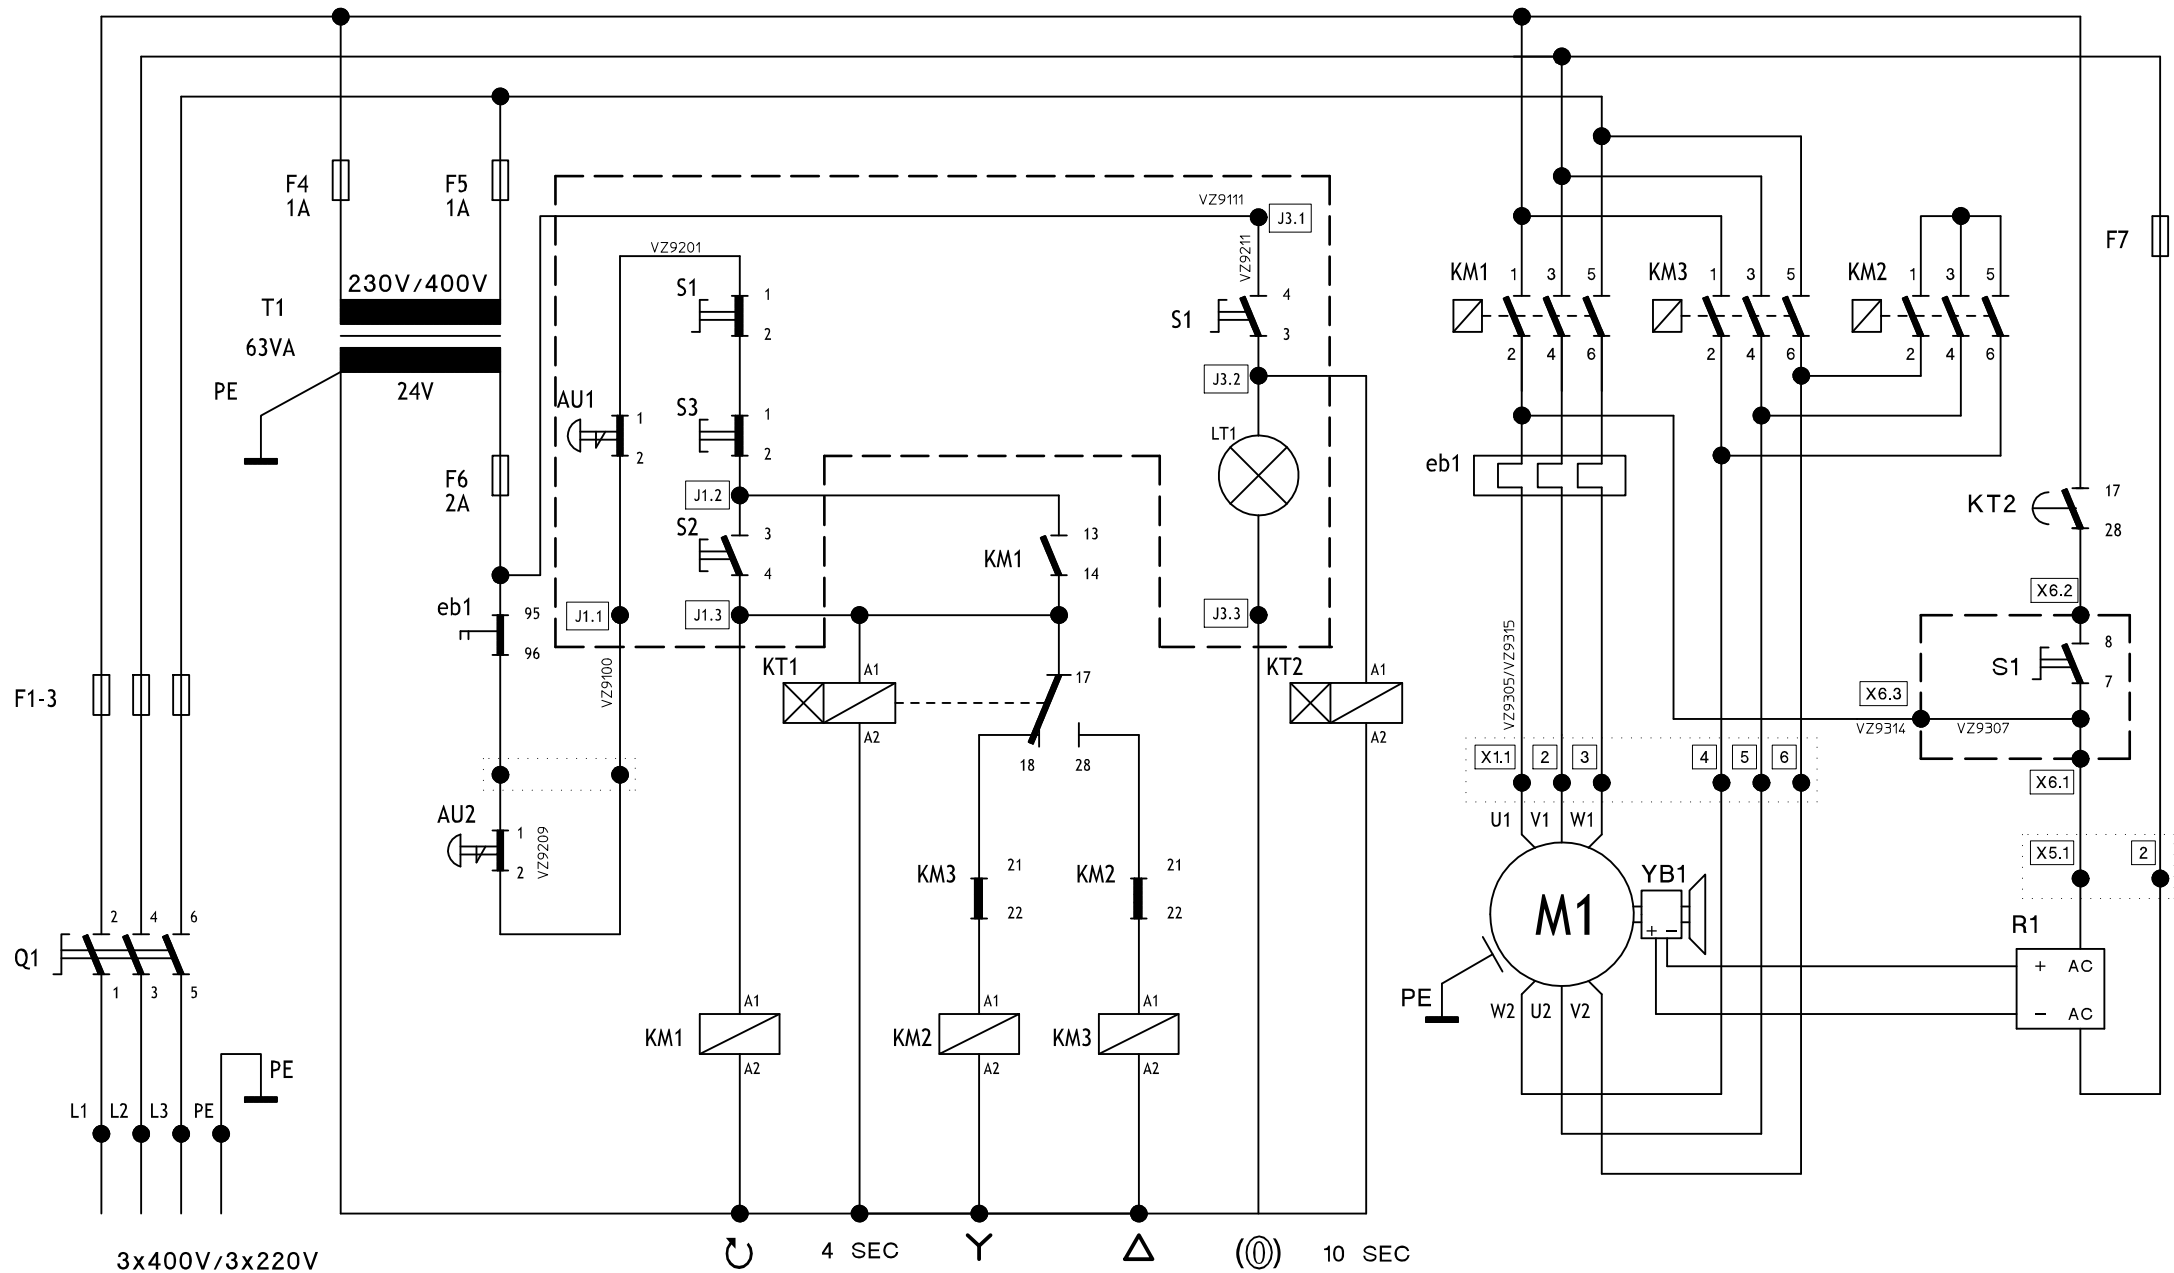 F4
1A
F5
1A
230V/400V
T1
63VA
PE
24V
F6
2A
eb1
95
96
AU2
1
2
VZ9209
F1-3
Q1
2
4
6
1
3
5
PE
L1
L2
L3
PE
3x400V/3x220V
VZ9201
S1
1
2
AU1
1
2
S3
1
2
J1.2
S2
3
4
J1.1
J1.3
VZ9100
KM1
13
14
KT1
A1
A2
17
18
28
KM3
21
22
KM2
21
22
KM1
A1
A2
KM2
A1
A2
KM3
A1
A2
4 SEC
Y
Δ
(0)
10 SEC
VZ9111
J3.1
VZ9211
S1
4
3
J3.2
LT1
J3.3
KT2
A1
A2
KM1
1
3
5
2
4
6
KM3
1
3
5
2
4
6
KM2
1
3
5
2
4
6
eb1
VZ9305/VZ9315
X1.1
2
3
4
5
6
U1
V1
W1
M1
YB1
+ -
PE
W2
U2
V2
F7
KT2
17
28
X6.2
S1
8
7
X6.3
VZ9314
VZ9307
X6.1
X5.1
2
R1
+ AC
- AC